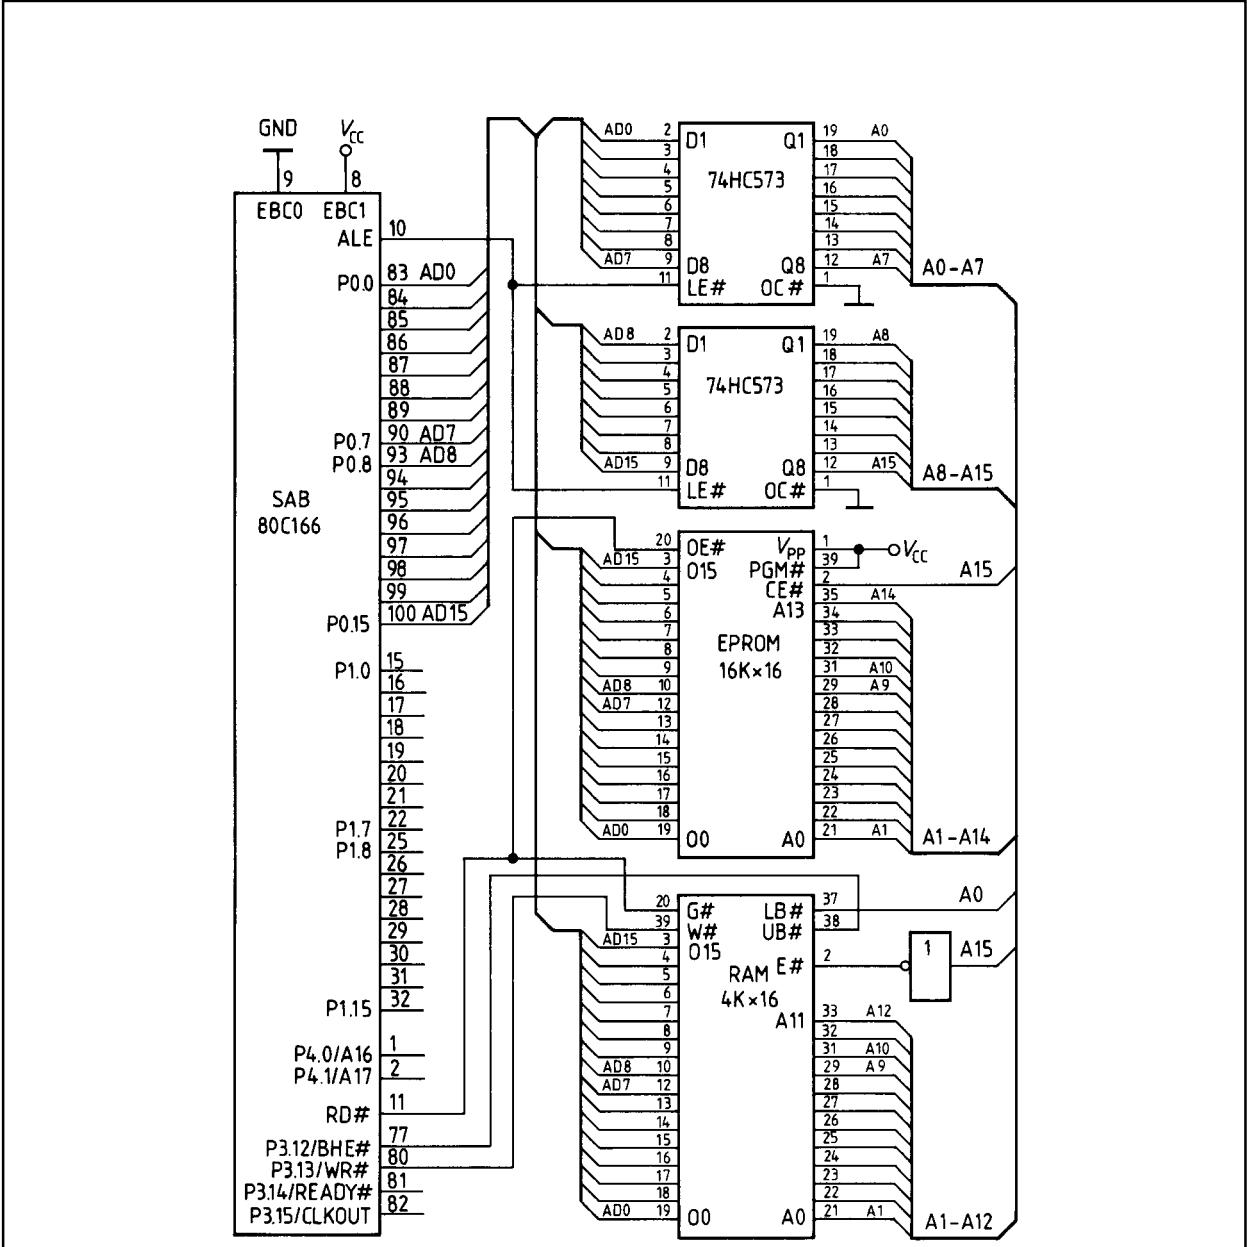 GND VCC
9 8
EBC0 EBC1
ALE 10
P0.0 83 AD0
84
85
86
87
88
89
P0.7 90 AD7
P0.8 93 AD8
94
95
96
97
98
99
P0.15 100 AD15
SAB
80C166
P1.0 15
16
17
18
19
20
21
P1.7 22
P1.8 25
26
27
28
29
30
31
P1.15 32
P4.0/A16 1
P4.1/A17 2
RD# 11
P3.12/BHE# 77
P3.13/WR# 80
P3.14/READY# 81
P3.15/CLKOUT 82
AD0 2 D1 Q1 19 A0
3 18
4 74HC573 17
5 16
6 15
7 14
8 13
AD7 9 D8 Q8 12 A7
11 LE# OC# 1
A0-A7
AD8 2 D1 Q1 19 A8
3 18
4 17
5 74HC573 16
6 15
7 14
8 13
AD15 9 D8 Q8 12 A15
11 LE# OC# 1
A8-A15
20 OE# VPP 1 VCC
AD15 3 O15 PGM# 39
4 CE# 2 A15
5 A13 35 A14
6 34
7 EPROM 33
8 32
9 16K×16 31 A10
AD8 10 29 A9
AD7 12 28
13 27
14 26
15 25
16 24
17 23
18 22
AD0 19 O0 A0 21 A1
A1-A14
20 G# LB# 37 A0
39 W# UB# 38
AD15 3 O15
4 RAM E# 2 1 A15
5 4K×16
6
7 A11 33 A12
8 32
9 31 A10
AD8 10 29 A9
AD7 12 28
13 27
14 26
15 25
16 24
17 23
18 22
AD0 19 O0 A0 21 A1
A1-A12